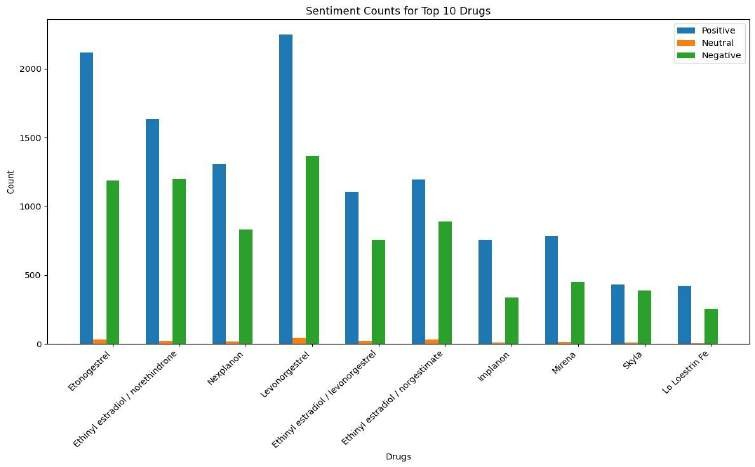 Sentiment Counts for Top 10 Drugs
Positive
Neutral
Negative
2000
1500
1000
500
0
Count
Etonogestrel
Ethinyl estradiol / norethindrone
Nexplanon
Levonorgestrel
Ethinyl estradiol / levonorgestrel
Ethinyl estradiol / norgestimate
Implanon
Mirena
Skyla
Lo Loestrin Fe
Drugs